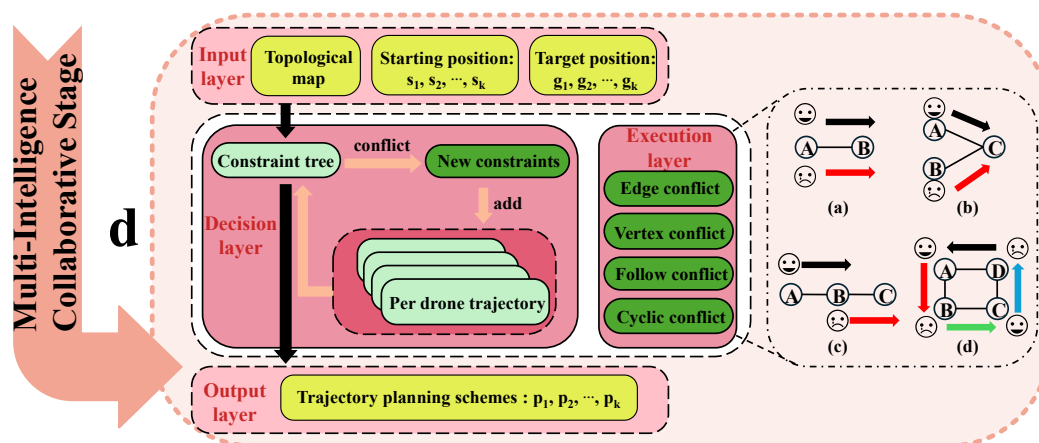 Multi-Intelligence
Collaborative Stage
d
Input
layer
Topological
map
Starting position:
s1, s2, ···, sk
Target position:
g1, g2, ···, gk
Constraint tree
conflict
New constraints
add
Decision
layer
Per drone trajectory
Execution
layer
Edge conflict
Vertex conflict
Follow conflict
Cyclic conflict
A B
(a)
A
B
C
(b)
A B C
(c)
A D
B C
(d)
Output
layer
Trajectory planning schemes : p1, p2, ···, pk